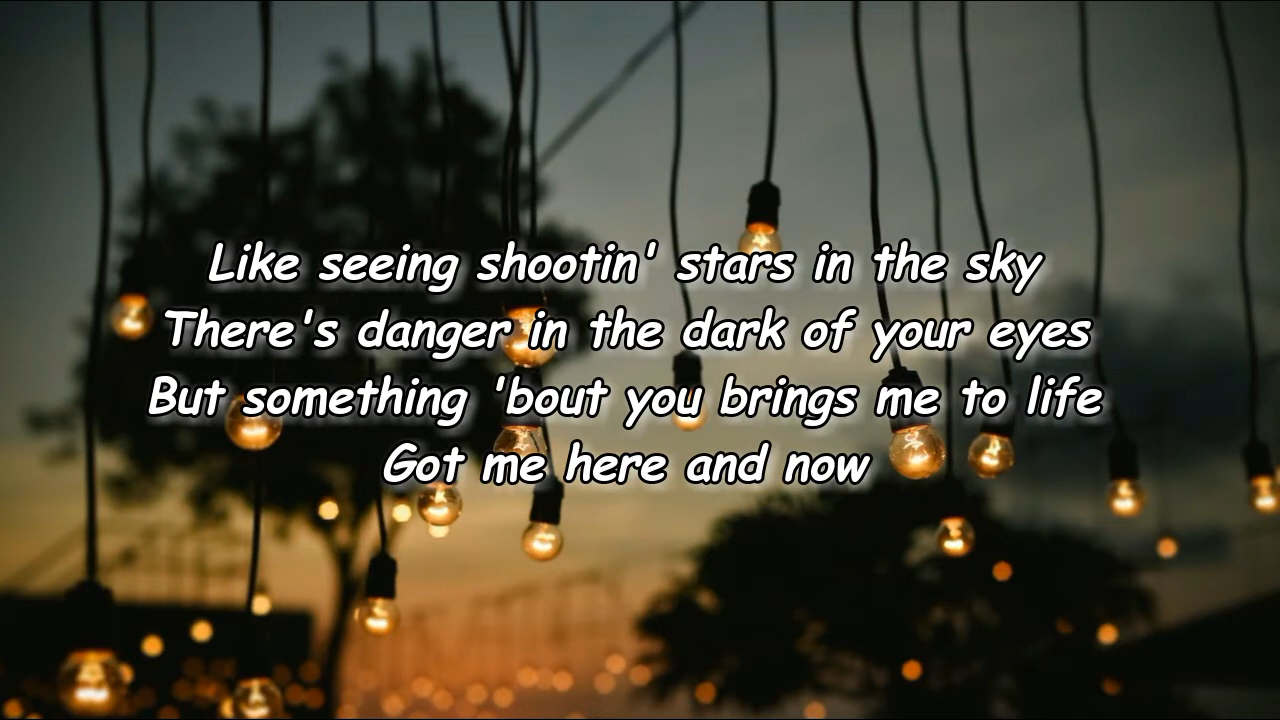 Like seeing shootin' stars in the sky
There's danger in the dark of your eyes
But something 'bout you brings me to life
Got me here and now